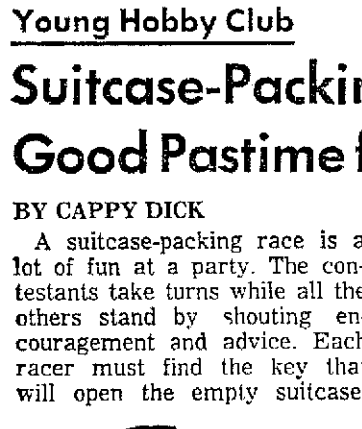 Young Hobby Club
Suitcase-Packin
Good Pastime f
BY CAPPY DICK
A suitcase-packing race is a
lot of fun at a party. The con-
testants take turns while all the
others stand by shouting en-
couragement and advice. Each
racer must find the key that
will open the empty suitcase